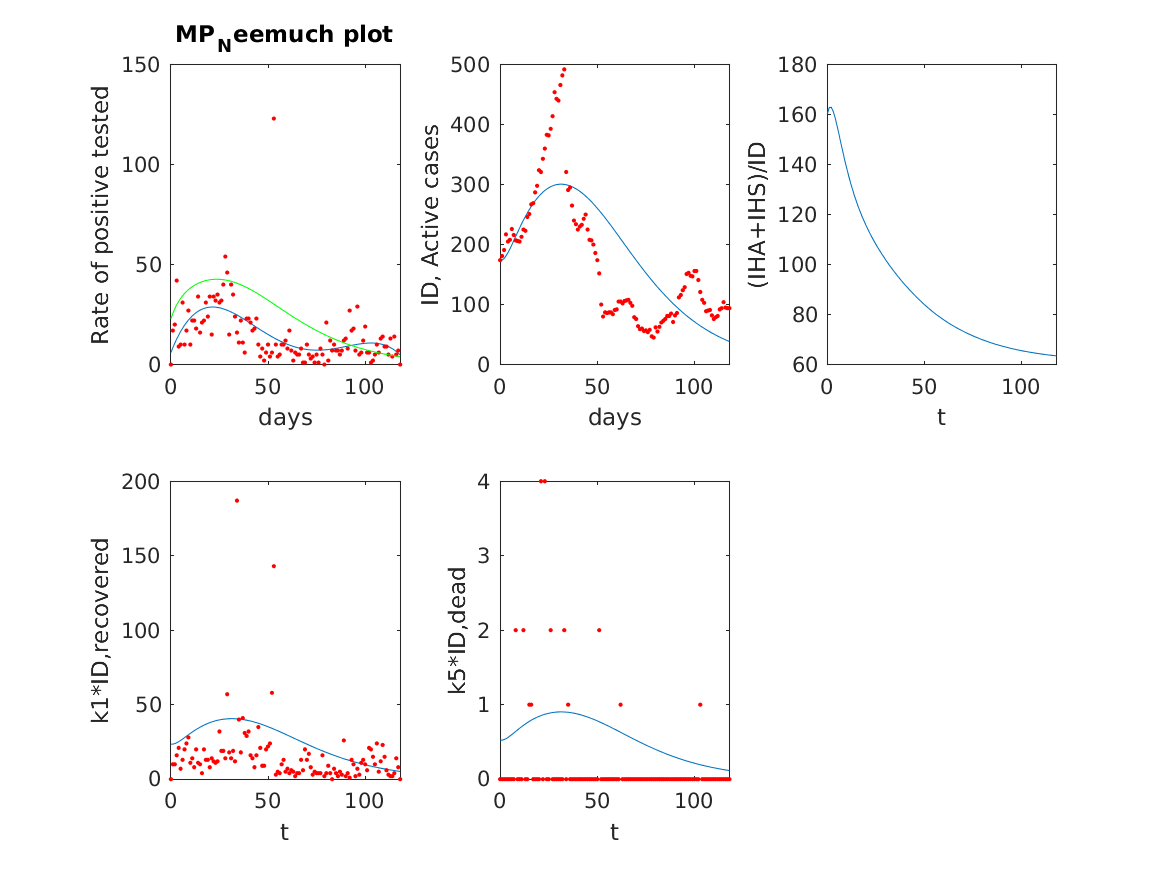 MP_Neemuch plot
150
100
50
0
Rate of positive tested
0 50 100
days
500
400
300
200
100
0
ID, Active cases
0 50 100
days
180
160
140
120
100
80
60
(IHA+IHS)/ID
0 50 100
t
200
150
100
50
0
k1*ID,recovered
0 50 100
t
4
3
2
1
0
k5*ID,dead
0 50 100
t